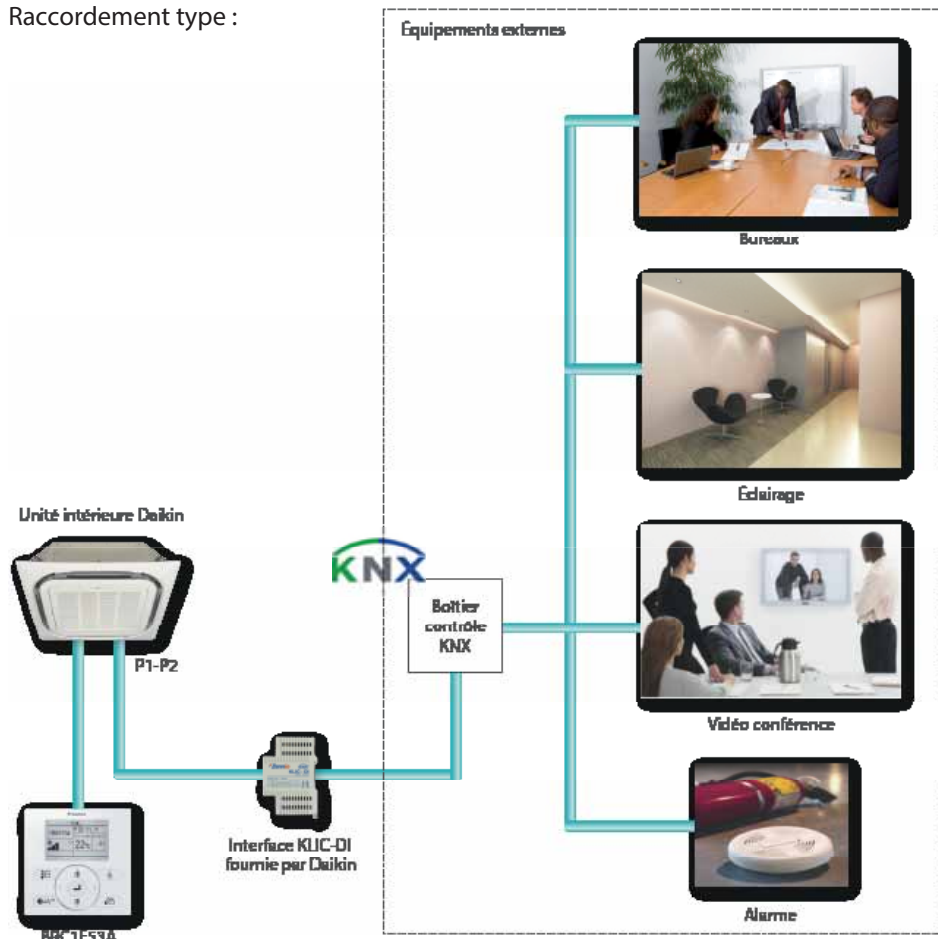 Raccordement type :
Equipements externes
Bureaux
Eclairage
Unité intérieure Daikin
KNX
Boîtier
contrôle
KNX
P1-P2
Vidéo conférence
Interface KLIC-DI
fournie par Daikin
Alarme
BRC1E53A